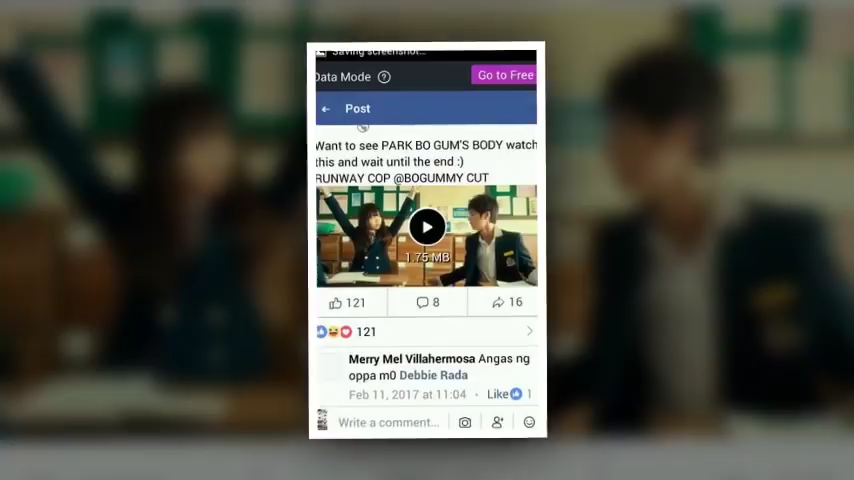 Saving screenshot...
Data Mode ?
Go to Free
Post
Want to see PARK BO GUM'S BODY watch
this and wait until the end :)
RUNWAY COP @BOGUMMY CUT
1.75 MB
121
8
16
121
Merry Mel Villahermosa Angas ng
oppa m0 Debbie Rada
Feb 11, 2017 at 11:04 · Like 1
Write a comment...